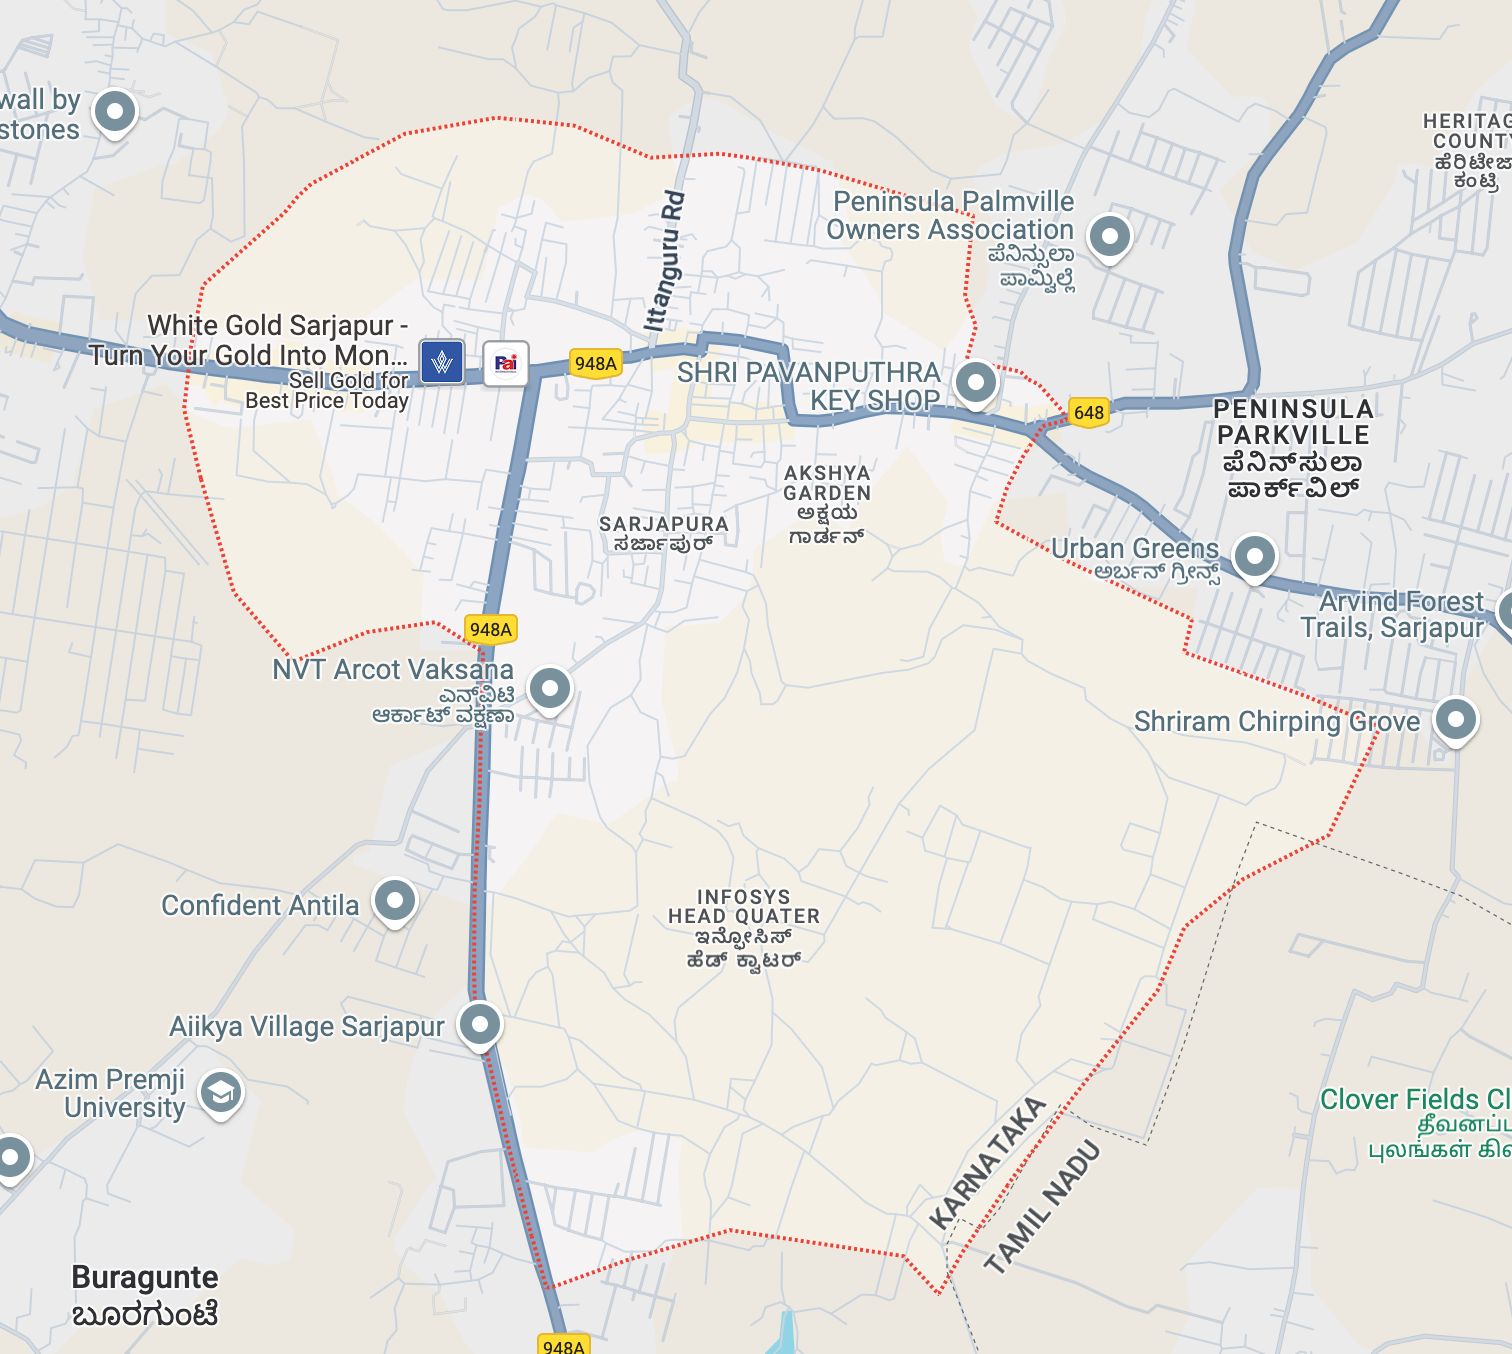 wall by
stones
HERITAG
COUNTY
ಹೆರಿಟೇಜ
ಕಂಟ್ರಿ
Ittanguru Rd
Peninsula Palmville
Owners Association
ಪೆನಿನ್ಸುಲಾ
ಪಾಮ್ವಿಲ್ಲೆ
White Gold Sarjapur -
Turn Your Gold Into Mon...
Sell Gold for
Best Price Today
Pai
948A
SHRI PAVANPUTHRA
KEY SHOP
648
PENINSULA
PARKVILLE
ಪೆನಿನ್‌ಸುಲಾ
ಪಾರ್ಕ್‌ವಿಲ್
AKSHYA
GARDEN
ಅಕ್ಷಯ
ಗಾರ್ಡನ್
SARJAPURA
ಸರ್ಜಾಪುರ್
Urban Greens
ಅರ್ಬನ್ ಗ್ರೀನ್ಸ್
Arvind Forest
Trails, Sarjapur
948A
NVT Arcot Vaksana
ಎನ್‌ವಿಟಿ
ಆರ್ಕಾಟ್ ವಕ್ಷಣಾ
Shriram Chirping Grove
Confident Antila
INFOSYS
HEAD QUATER
ಇನ್ಫೋಸಿಸ್
ಹೆಡ್ ಕ್ವಾಟರ್
Aiikya Village Sarjapur
Azim Premji
University
KARNATAKA
TAMIL NADU
Clover Fields Cl
தீவனப்ப
புலங்கள் கிள
Buragunte
ಬೂರಗುಂಟೆ
948A